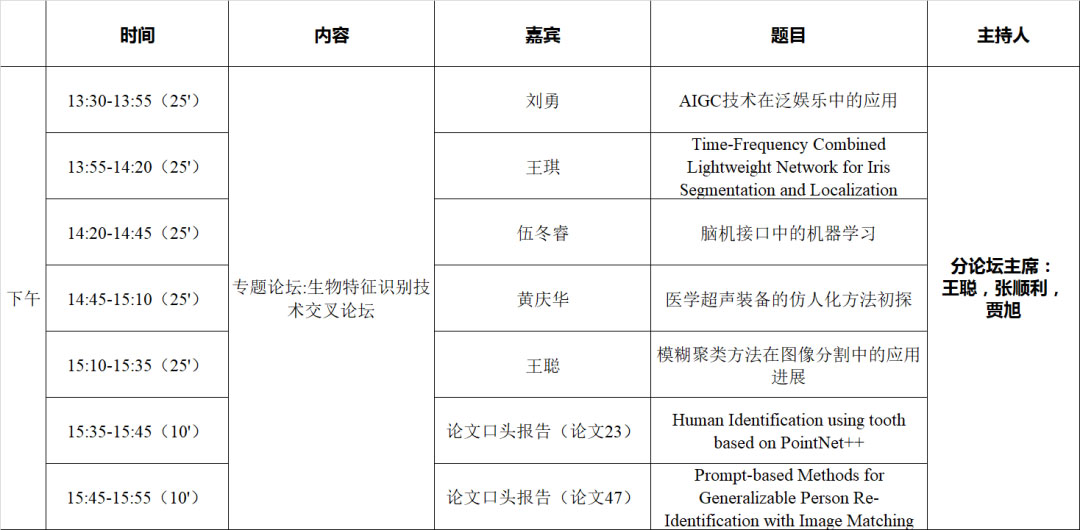 时间 内容 嘉宾 题目 主持人
下午
13:30-13:55（25'）
专题论坛:生物特征识别技
术交叉论坛
刘勇
AIGC技术在泛娱乐中的应用
分论坛主席：
王聪，张顺利，
贾旭
13:55-14:20（25'）
王琪
Time-Frequency Combined
Lightweight Network for Iris
Segmentation and Localization
14:20-14:45（25'）
伍冬睿
脑机接口中的机器学习
14:45-15:10（25'）
黄庆华
医学超声装备的仿人化方法初探
15:10-15:35（25'）
王聪
模糊聚类方法在图像分割中的应用
进展
15:35-15:45（10'）
论文口头报告（论文23）
Human Identification using tooth
based on PointNet++
15:45-15:55（10'）
论文口头报告（论文47）
Prompt-based Methods for
Generalizable Person Re-
Identification with Image Matching